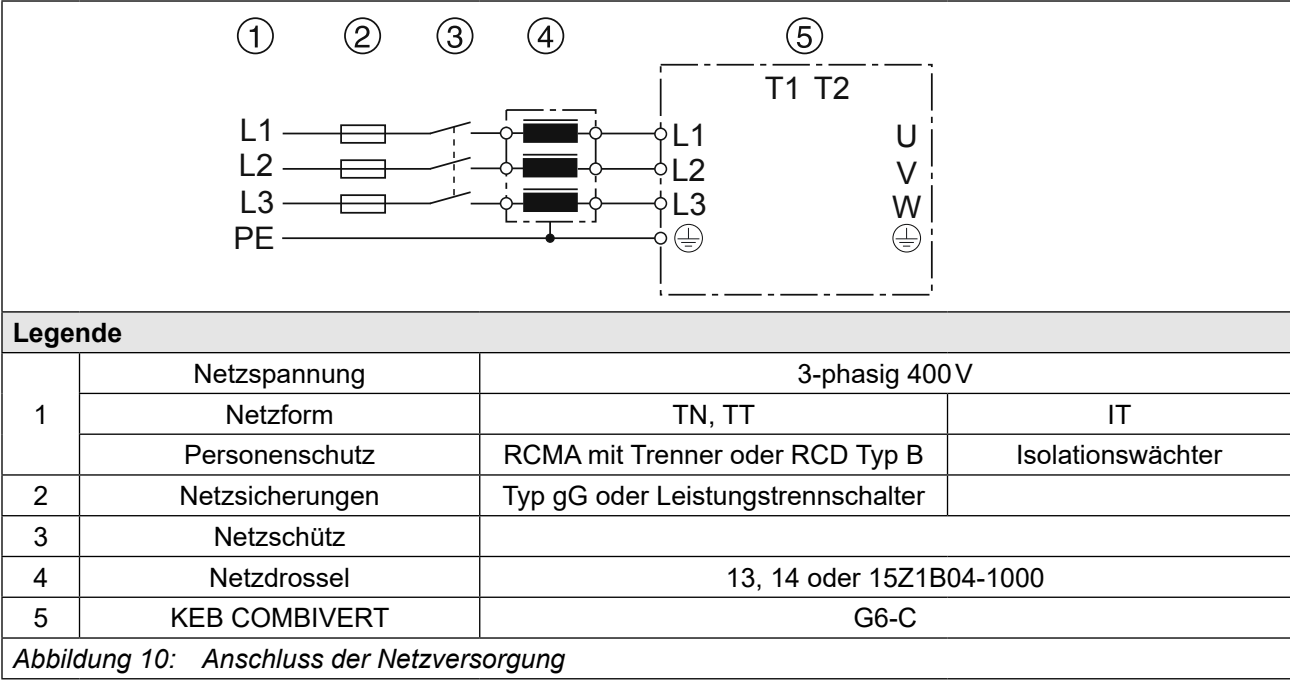 ① ② ③ ④ ⑤
T1 T2
L1 L1 U
L2 L2 V
L3 L3 W
PE
Legende
1 Netzspannung 3-phasig 400 V
Netzform TN, TT IT
Personenschutz RCMA mit Trenner oder RCD Typ B Isolationswächter
2 Netzsicherungen Typ gG oder Leistungstrennschalter
3 Netzschütz
4 Netzdrossel 13, 14 oder 15Z1B04-1000
5 KEB COMBIVERT G6-C
Abbildung 10: Anschluss der Netzversorgung